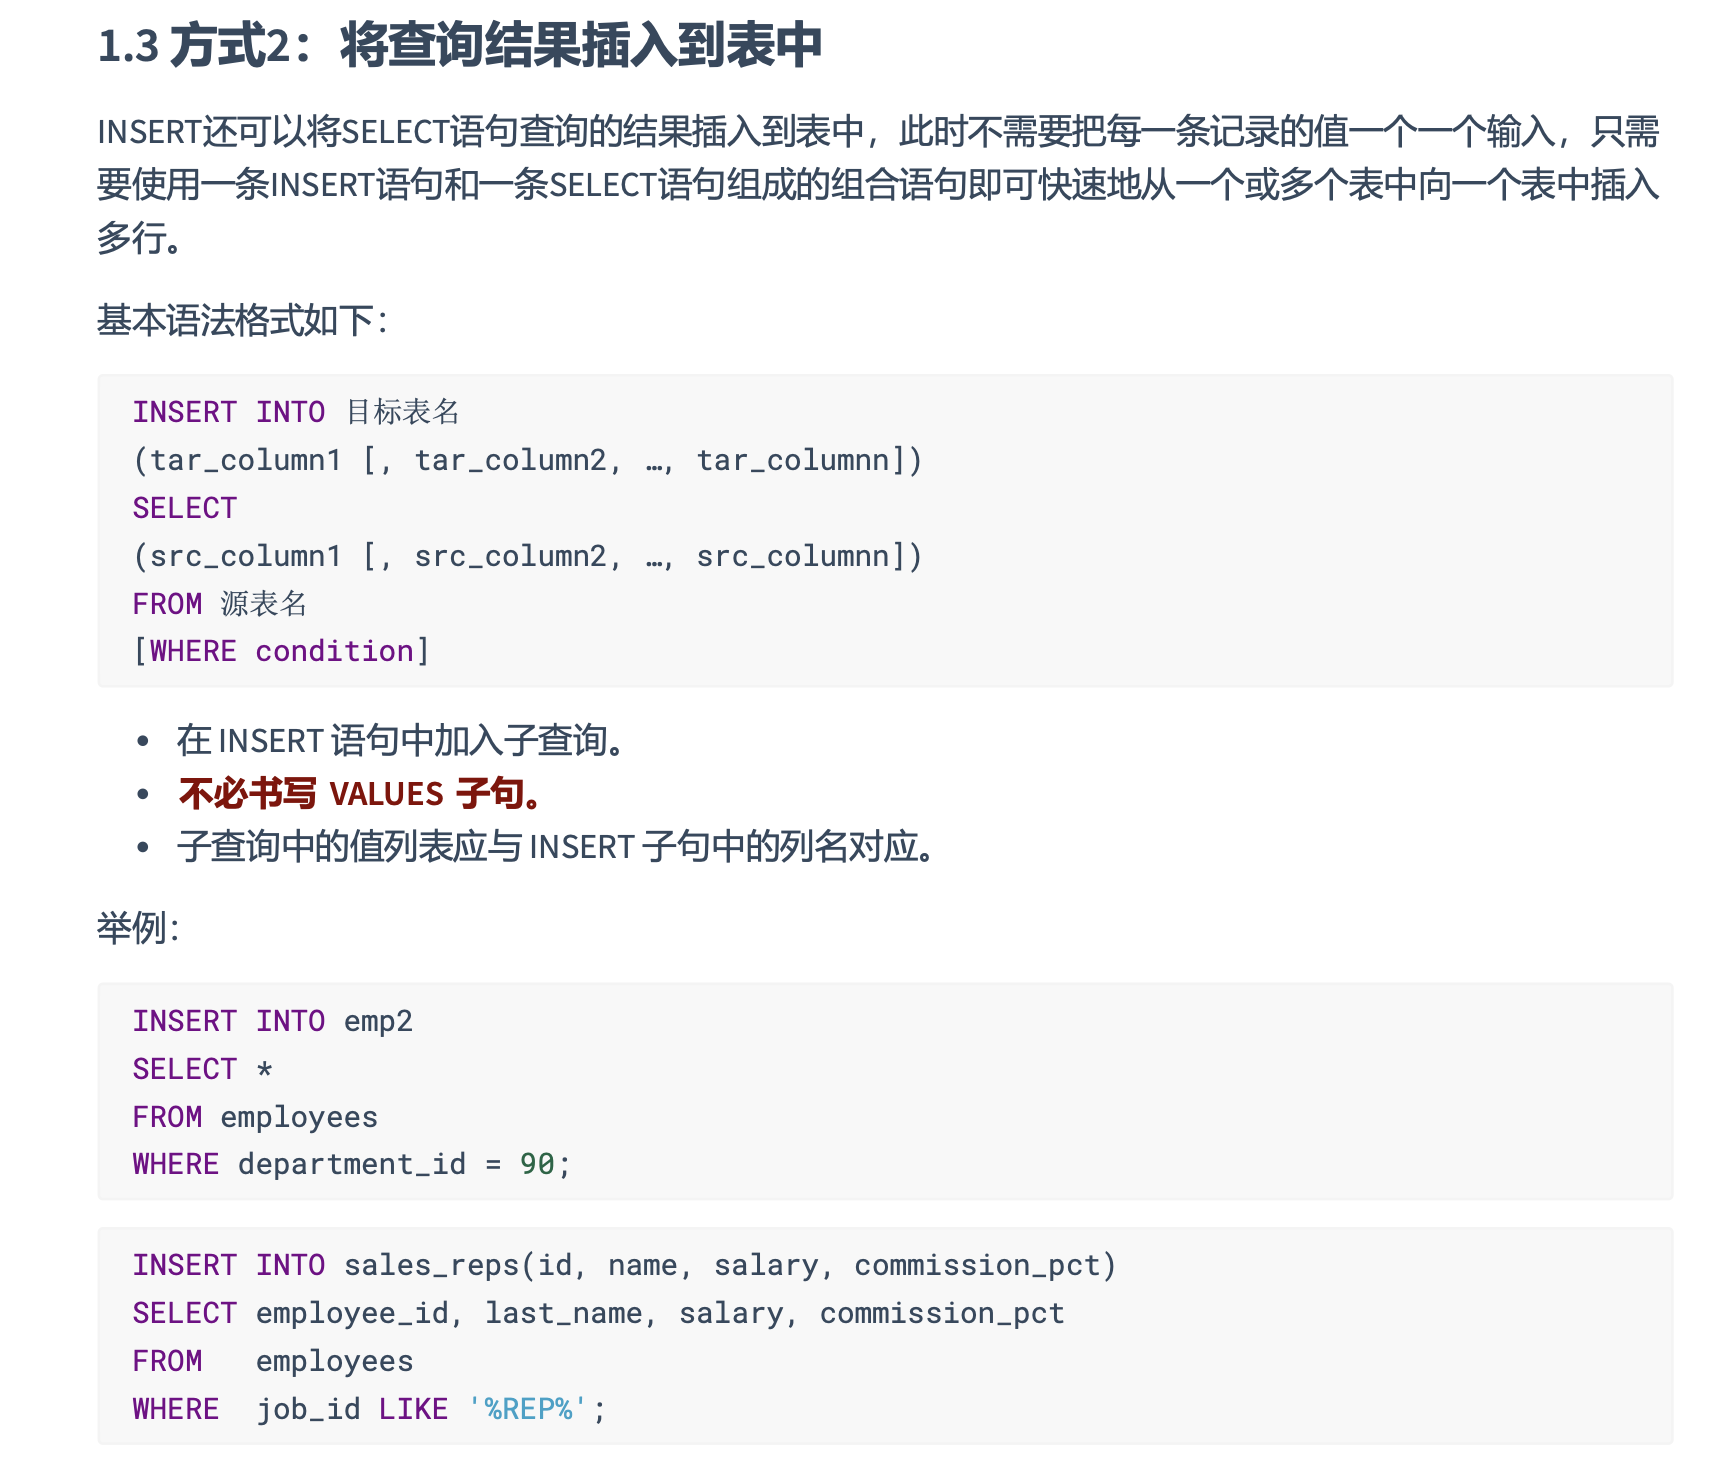 1.3 方式2：将查询结果插入到表中
INSERT还可以将SELECT语句查询的结果插入到表中，此时不需要把每一条记录的值一个一个输入，只需
要使用一条INSERT语句和一条SELECT语句组成的组合语句即可快速地从一个或多个表中向一个表中插入
多行。
基本语法格式如下：
INSERT INTO 目标表名
(tar_column1 [, tar_column2, …, tar_columnn])
SELECT
(src_column1 [, src_column2, …, src_columnn])
FROM 源表名
[WHERE condition]
• 在 INSERT 语句中加入子查询。
• 不必书写 VALUES 子句。
• 子查询中的值列表应与 INSERT 子句中的列名对应。
举例：
INSERT INTO emp2
SELECT *
FROM employees
WHERE department_id = 90;
INSERT INTO sales_reps(id, name, salary, commission_pct)
SELECT employee_id, last_name, salary, commission_pct
FROM   employees
WHERE  job_id LIKE '%REP%';